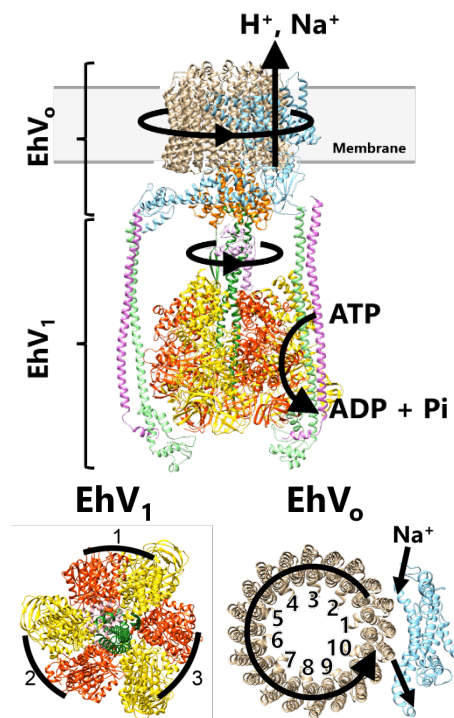 H⁺, Na⁺
EhVₒ
Membrane
EhV₁
ATP
ADP + Pi
EhV₁
EhVₒ
1
2
3
Na⁺
1
2
3
4
5
6
7
8
9
10